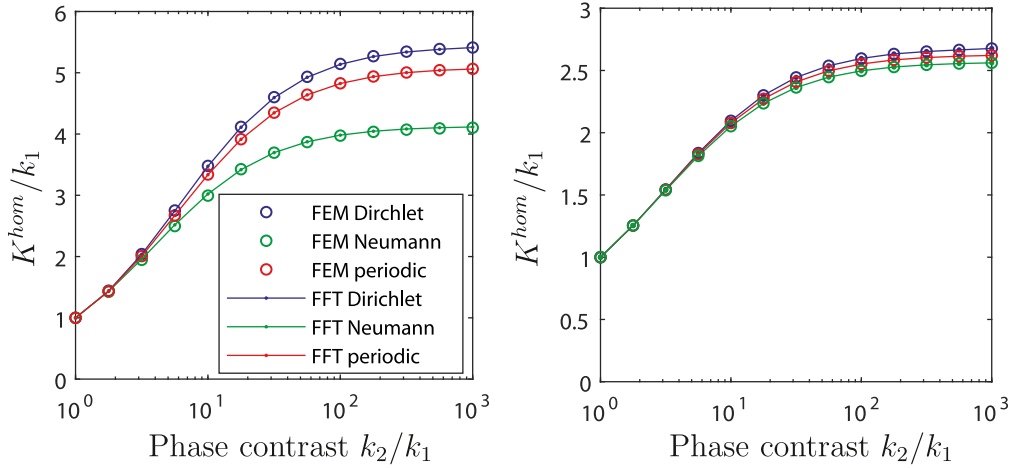 6
5
4
3
2
1
0
K^{hom}/k_1
10^0
10^1
10^2
10^3
Phase contrast k_2/k_1
FEM Dirchlet
FEM Neumann
FEM periodic
FFT Dirichlet
FFT Neumann
FFT periodic
3
2.5
2
1.5
1
0.5
0
K^{hom}/k_1
10^0
10^1
10^2
10^3
Phase contrast k_2/k_1